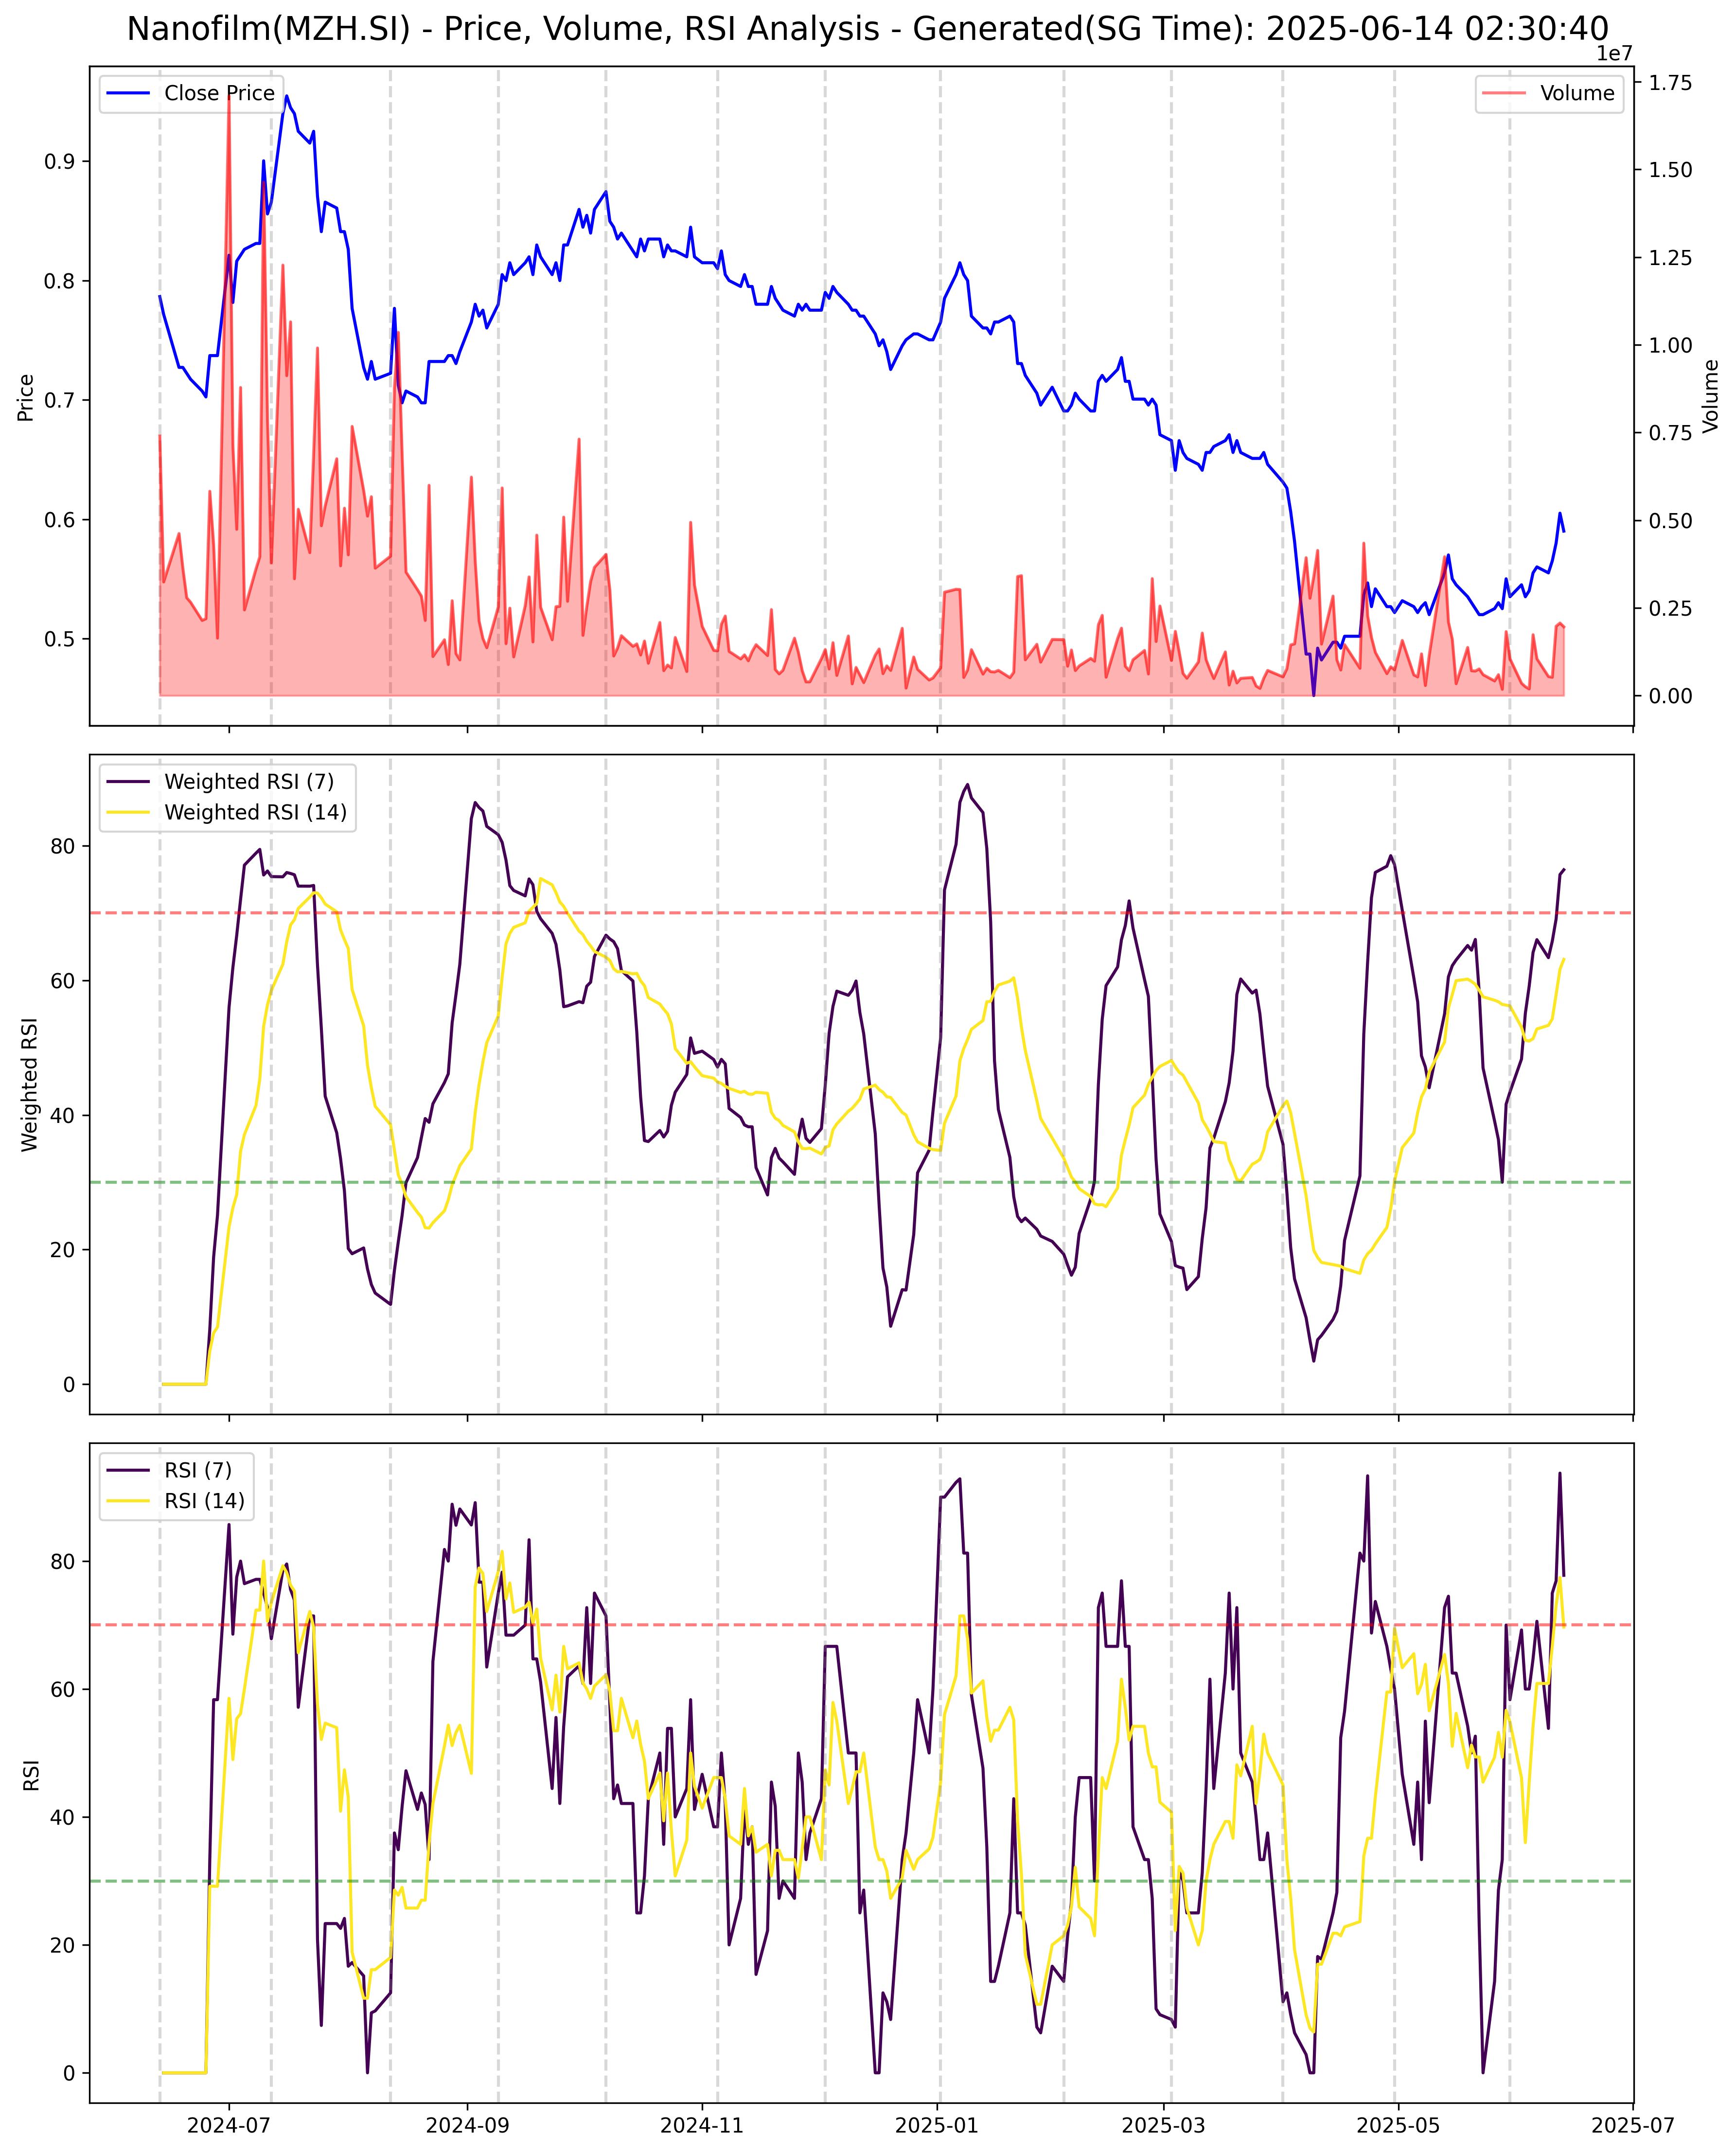 Nanofilm(MZH.SI) - Price, Volume, RSI Analysis - Generated(SG Time): 2025-06-14 02:30:40
1e7
Close Price
Volume
0.9
0.8
0.7
0.6
0.5
Price
1.75
1.50
1.25
1.00
0.75
0.50
0.25
0.00
Volume
Weighted RSI (7)
Weighted RSI (14)
80
60
40
20
0
Weighted RSI
RSI (7)
RSI (14)
80
60
40
20
0
RSI
2024-07
2024-09
2024-11
2025-01
2025-03
2025-05
2025-07